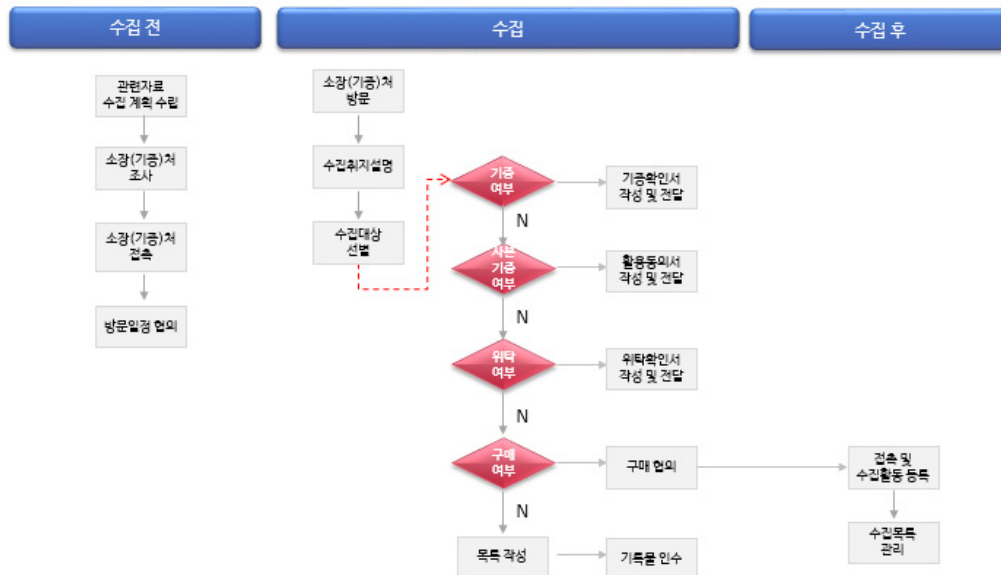 수집 전
수집
수집 후
관련자료
수집 계획 수립
소장(기증)처
조사
소장(기증)처
접촉
방문일정 협의
소장(기증)처
방문
수집취지설명
수집대상
선별
기증
여부
N
사본
기증
여부
N
위탁
여부
N
구매
여부
N
목록 작성
기증확인서
작성 및 전달
활용동의서
작성 및 전달
위탁확인서
작성 및 전달
구매 협의
기록물 인수
접촉 및
수집활동 등록
수집목록
관리